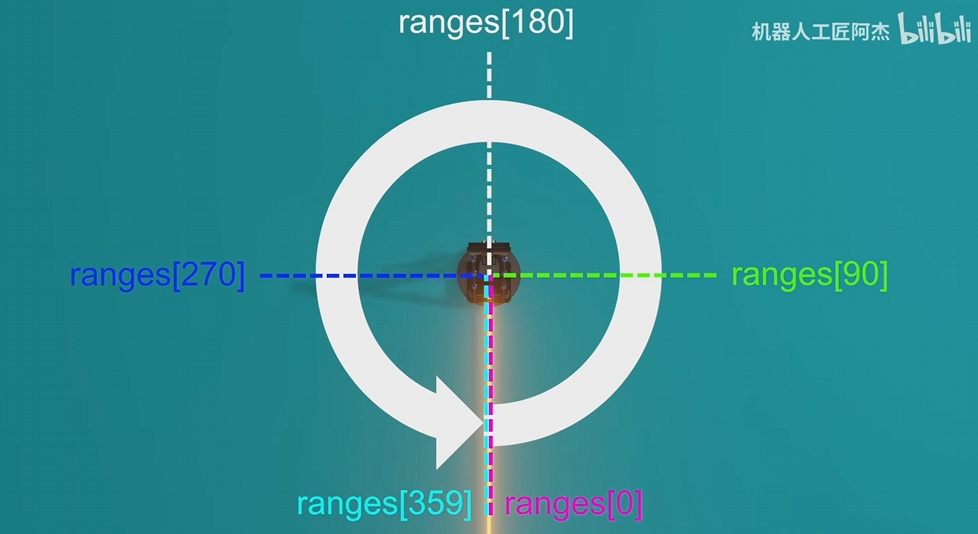 ranges[180]
机器人工匠阿杰 bilibili
ranges[270]
ranges[90]
ranges[359]
ranges[0]